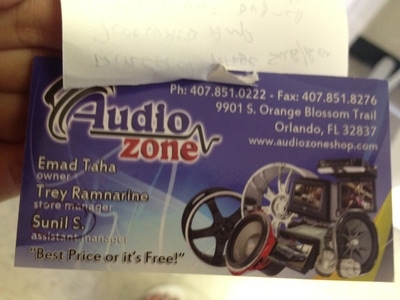 Audio
zone
Ph: 407.851.0222 - Fax: 407.851.8276
9901 S. Orange Blossom Trail
Orlando, FL 32837
www.audiozoneshop.com
Emad Taha
owner
Trey Ramnarine
store manager
Sunil S.
assistant manager
"Best Price or it's Free!"